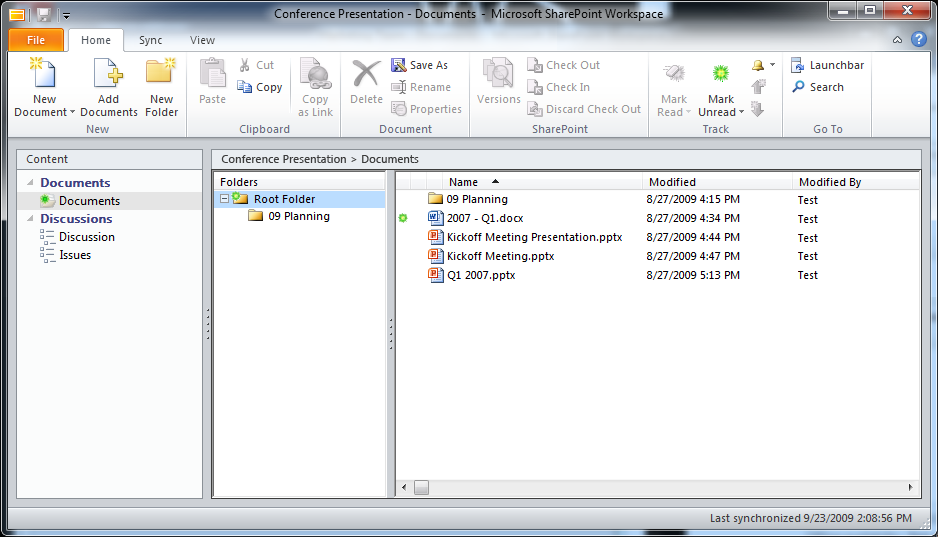 Conference Presentation - Documents - Microsoft SharePoint Workspace
File Home Sync View
New Document
Add Documents
New Folder
Paste
Cut
Copy
Copy as Link
Delete
Save As
Rename
Properties
Versions
Check Out
Check In
Discard Check Out
Mark Read
Mark Unread
Launchbar
Search
New Clipboard Document SharePoint Track Go To
Content
Documents
Documents
Discussions
Discussion
Issues
Conference Presentation > Documents
Folders
Root Folder
09 Planning
Name Modified Modified By
09 Planning 8/27/2009 4:15 PM Test
2007 - Q1.docx 8/27/2009 4:34 PM Test
Kickoff Meeting Presentation.pptx 8/27/2009 4:44 PM Test
Kickoff Meeting.pptx 8/27/2009 4:47 PM Test
Q1 2007.pptx 8/27/2009 5:13 PM Test
Last synchronized 9/23/2009 2:08:56 PM